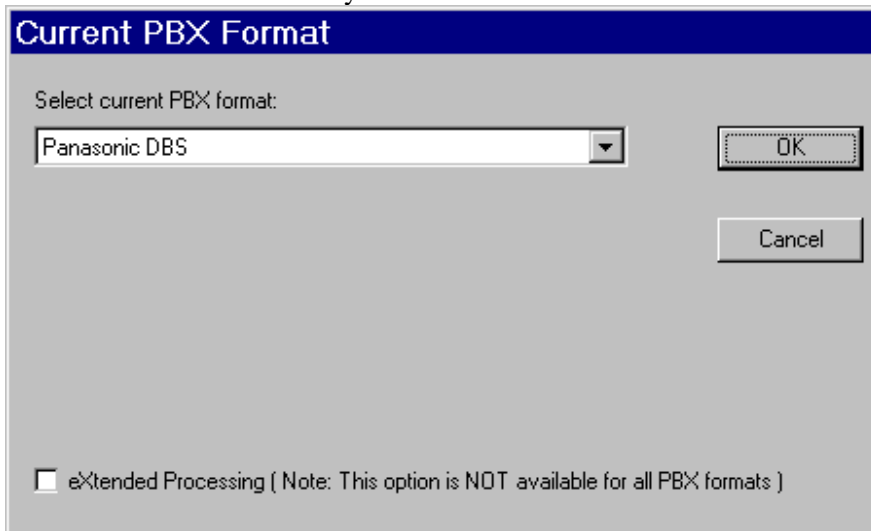 Current PBX Format
Select current PBX format:
Panasonic DBS
OK
Cancel
eXtended Processing ( Note: This option is NOT available for all PBX formats )